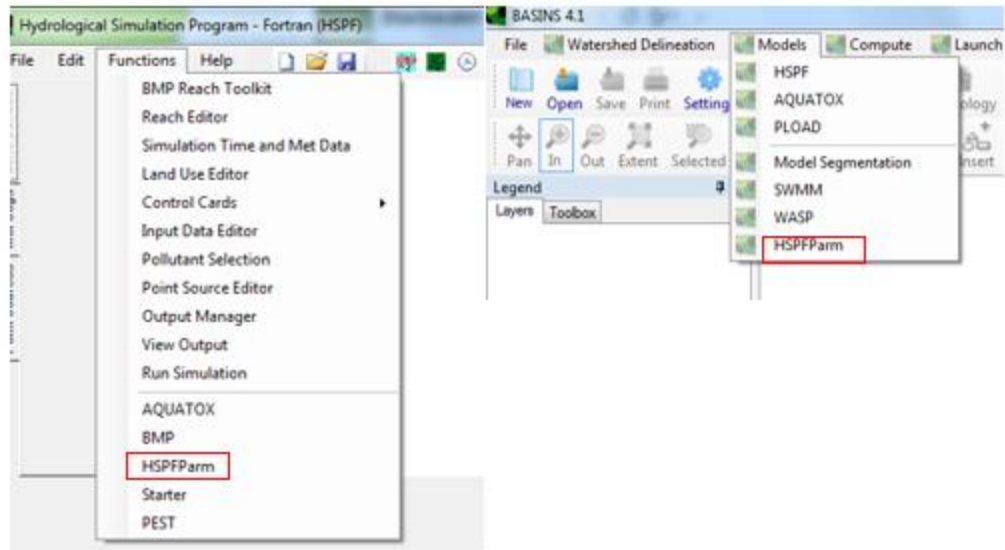 Hydrological Simulation Program - Fortran (HSPF)
File Edit Functions Help
BMP Reach Toolkit
Reach Editor
Simulation Time and Met Data
Land Use Editor
Control Cards
Input Data Editor
Pollutant Selection
Point Source Editor
Output Manager
View Output
Run Simulation
AQUATOX
BMP
HSPFParm
Starter
PEST
BASINS 4.1
File Watershed Delineation Models Compute Launch
New Open Save Print Setting
Pan In Out Extent Selected
Legend
Layers Toolbox
HSPF
AQUATOX
PLOAD
Model Segmentation
SWMM
WASP
HSPFParm